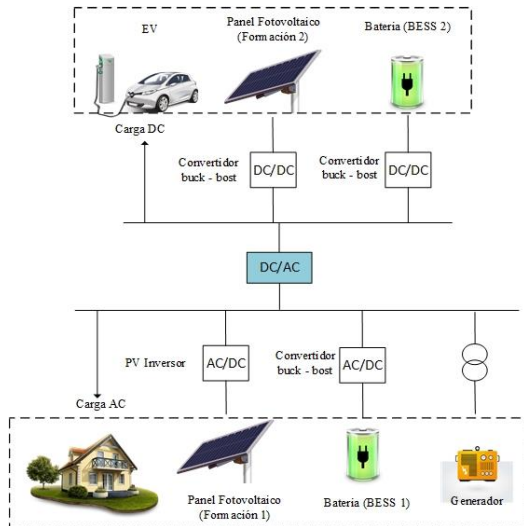 EV
Panel Fotovoltaico
(Formación 2)
Bateria (BESS 2)
Carga DC
Convertidor
buck - bost
DC/DC
Convertidor
buck - bost
DC/DC
DC/AC
PV Inversor
AC/DC
Convertidor
buck - bost
AC/DC
Carga AC
Panel Fotovoltaico
(Formación 1)
Bateria (BESS 1)
Generador